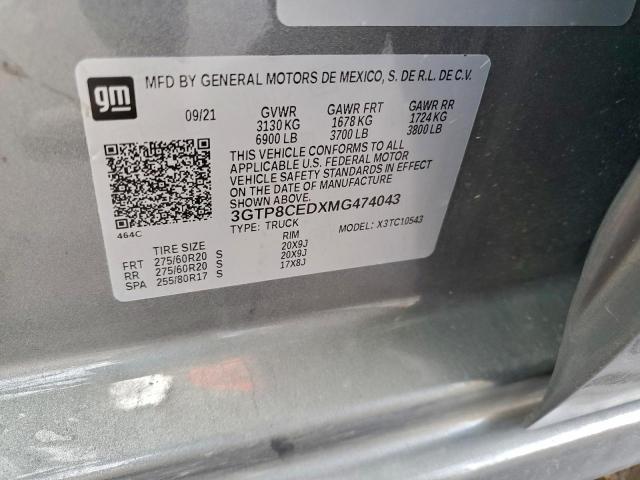 gm
MFD BY GENERAL MOTORS DE MEXICO, S. DE R.L. DE C.V.
09/21 GVWR GAWR FRT GAWR RR
3130 KG 1678 KG 1724 KG
6900 LB 3700 LB 3800 LB
THIS VEHICLE CONFORMS TO ALL
APPLICABLE U.S. FEDERAL MOTOR
VEHICLE SAFETY STANDARDS IN EFFECT
ON THE DATE OF MANUFACTURE
SHOWN ABOVE.
3GTP8CEDXMG474043
TYPE: TRUCK MODEL: X3TC10543
464C
TIRE SIZE RIM
FRT 275/60R20 S 20X9J
RR 275/60R20 S 20X9J
SPA 255/80R17 S 17X8J